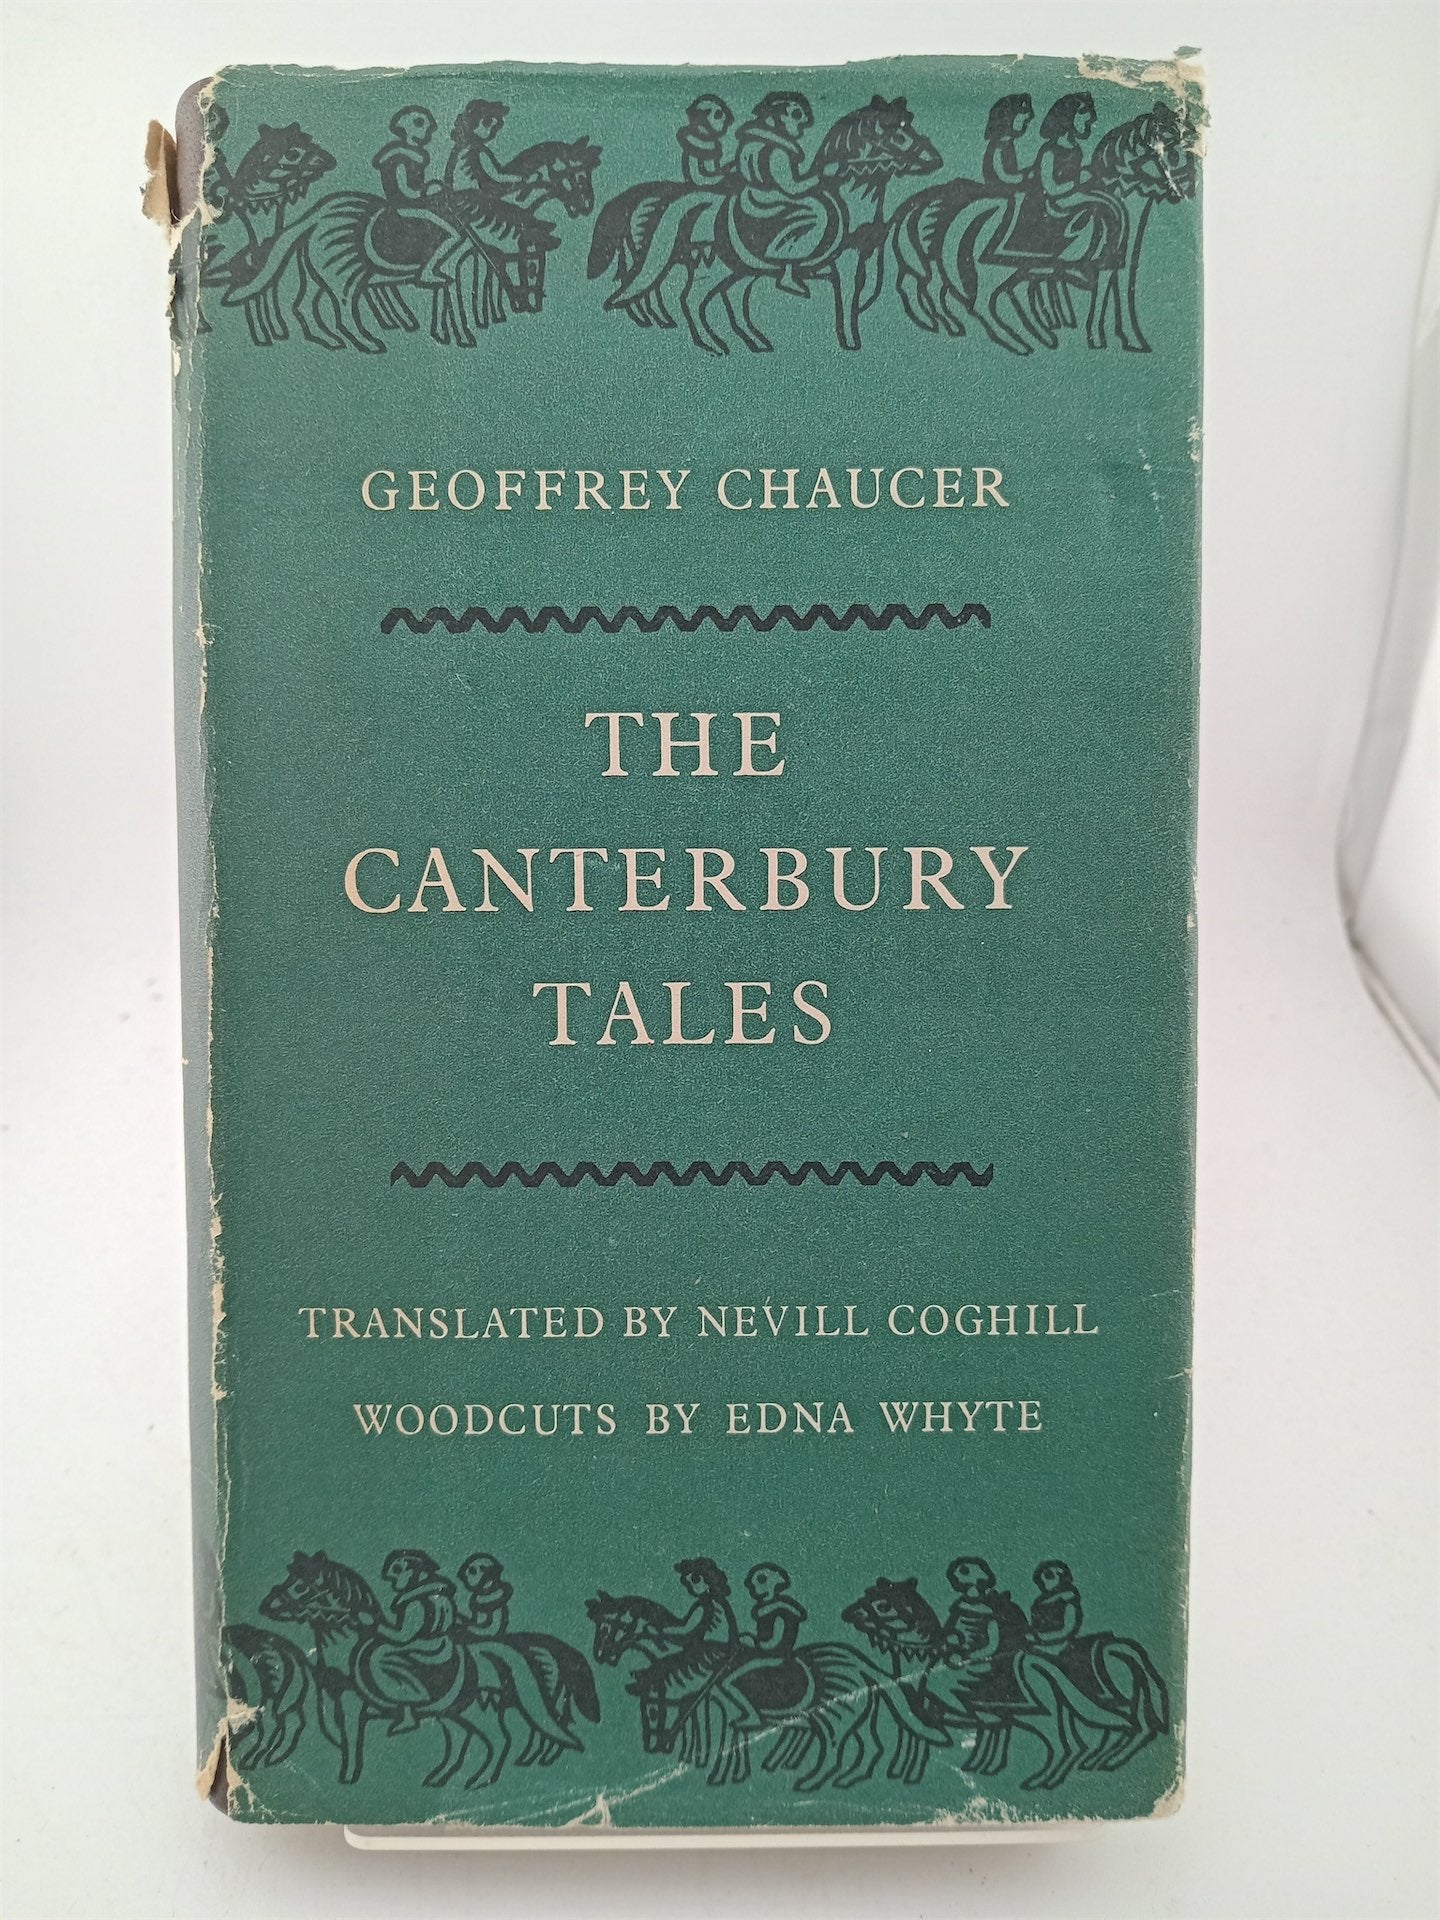 GEOFFREY CHAUCER
THE
CANTERBURY
TALES
TRANSLATED BY NEVILL COGHILL
WOODCUTS BY EDNA WHYTE